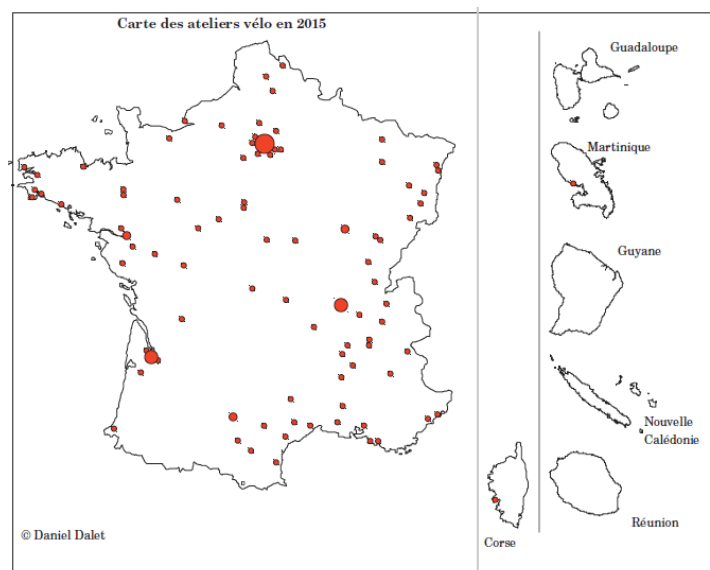 Carte des ateliers vélo en 2015
Guadaloupe
Martinique
Guyane
Nouvelle
Calédonie
Réunion
Corse
© Daniel Dalet